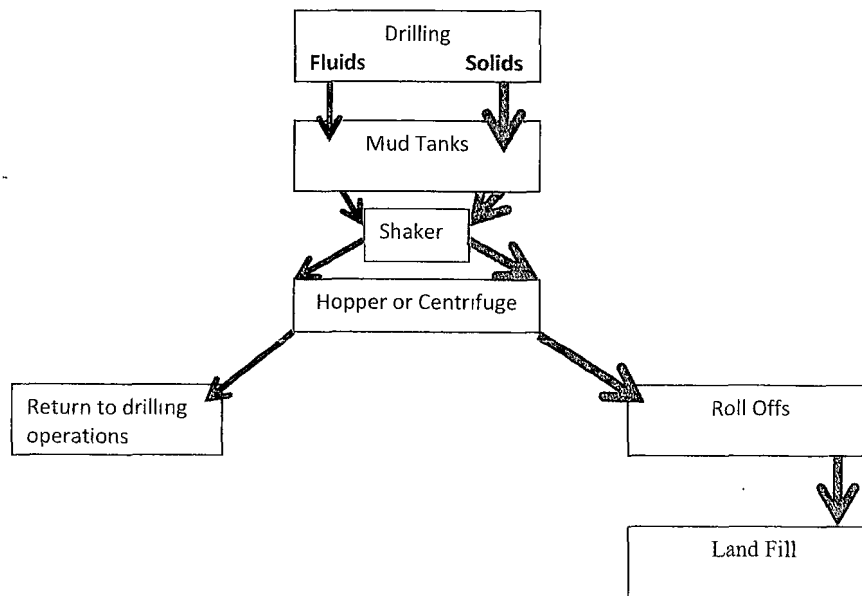 Drilling
Fluids Solids
Mud Tanks
Shaker
Hopper or Centrifuge
Return to drilling
operations
Roll Offs
Land Fill